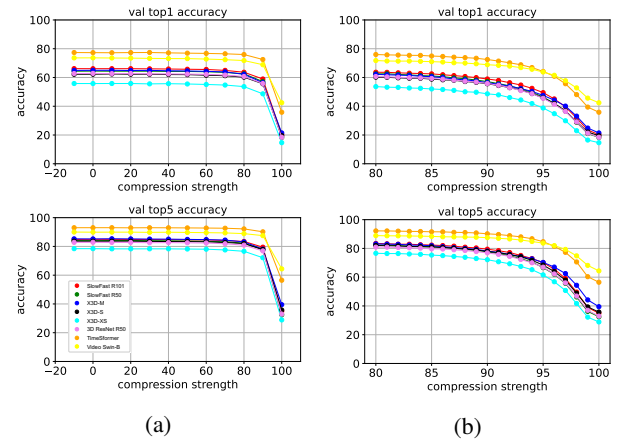 val top1 accuracy
100
80
60
40
20
0
accuracy
−20 0 20 40 60 80 100
compression strength
val top1 accuracy
100
80
60
40
20
0
accuracy
80 85 90 95 100
compression strength
val top5 accuracy
100
80
60
40
20
0
accuracy
SlowFast R101
SlowFast R50
X3D-M
X3D-S
X3D-XS
3D ResNet R50
TimeSformer
Video Swin-B
−20 0 20 40 60 80 100
compression strength
val top5 accuracy
100
80
60
40
20
0
accuracy
80 85 90 95 100
compression strength
(a)
(b)